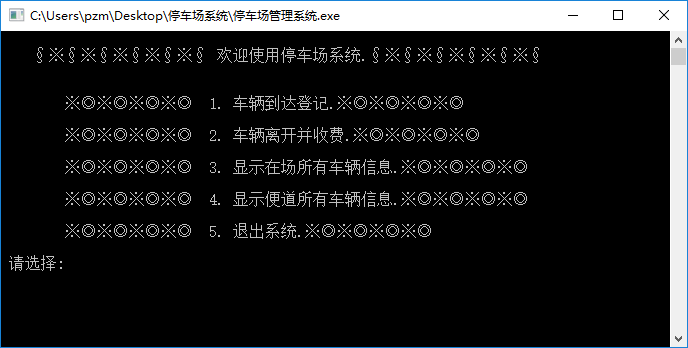 C:\Users\pzm\Desktop\停车场系统\停车场管理系统.exe
§※§※§※§※§ 欢迎使用停车场系统.§※§※§※§※§
※◎※◎※◎※◎ 1. 车辆到达登记.※◎※◎※◎※◎
※◎※◎※◎※◎ 2. 车辆离开并收费.※◎※◎※◎※◎
※◎※◎※◎※◎ 3. 显示在场所有车辆信息.※◎※◎※◎※◎
※◎※◎※◎※◎ 4. 显示便道所有车辆信息.※◎※◎※◎※◎
※◎※◎※◎※◎ 5. 退出系统.※◎※◎※◎※◎
请选择: